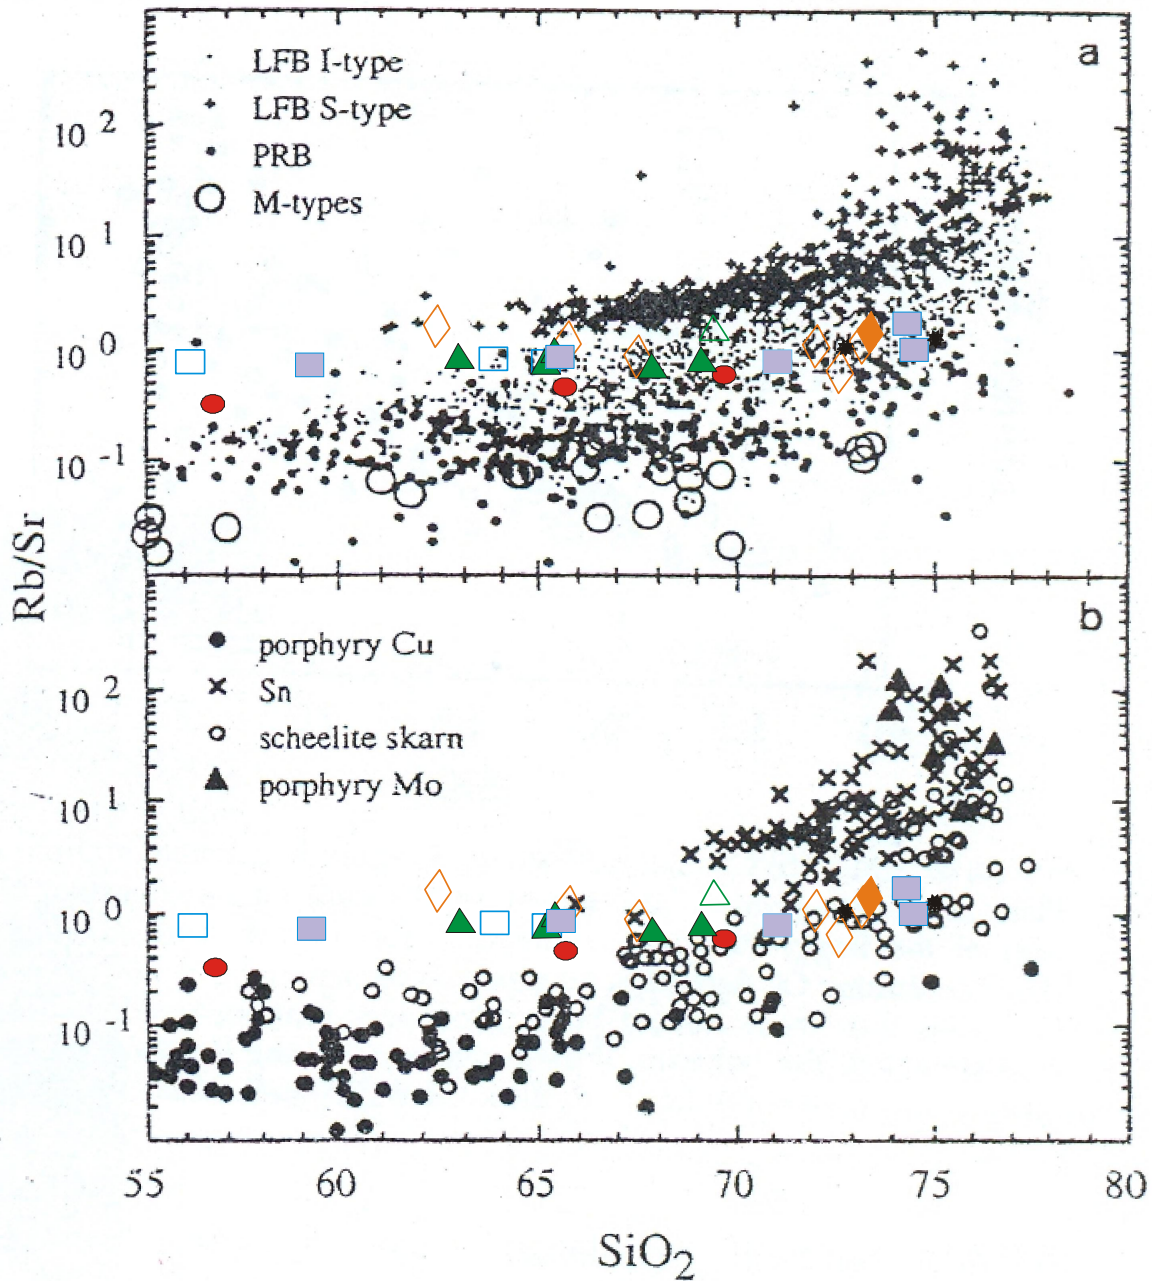 a
LFB I-type
LFB S-type
PRB
M-types
10 2
10 1
10 0
10 -1
Rb/Sr
b
porphyry Cu
Sn
scheelite skarn
porphyry Mo
10 2
10 1
10 0
10 -1
55 60 65 70 75 80
SiO2